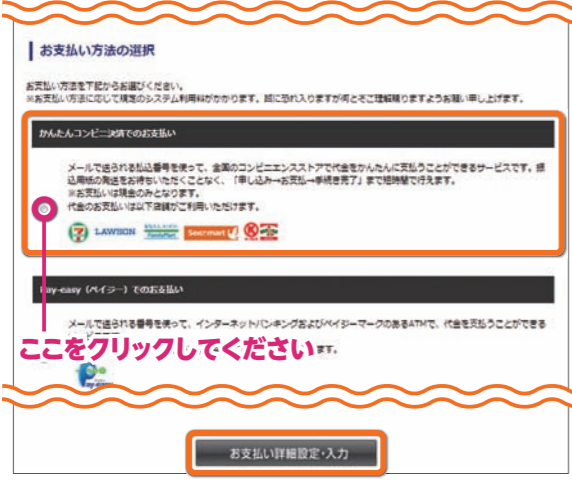 お支払い方法の選択
お支払い方法を下記からお選びください。
※お支払い方法に応じて規定のシステム利用料がかかります。誠に恐れ入りますが何とぞご理解賜りますようお願い申し上げます。
かんたんコンビニ決済でのお支払い
メールで送られる払込番号を使って、全国のコンビニエンスストアで代金をかんたんに支払うことができるサービスです。振
込用紙の発送をお待ちいただくことなく、「申し込み→お支払→手続き完了」まで短時間で行えます。
※お支払いは現金のみとなります。
代金のお支払いは以下店舗がご利用いただけます。
LAWSON FamilyMart Seicomart
Pay-easy（ペイジー）でのお支払い
メールで送られる番号を使って、インターネットバンキングおよびペイジーマークのあるATMで、代金を支払うことができる
ここをクリックしてください ます。
Pay-easy
お支払い詳細設定・入力